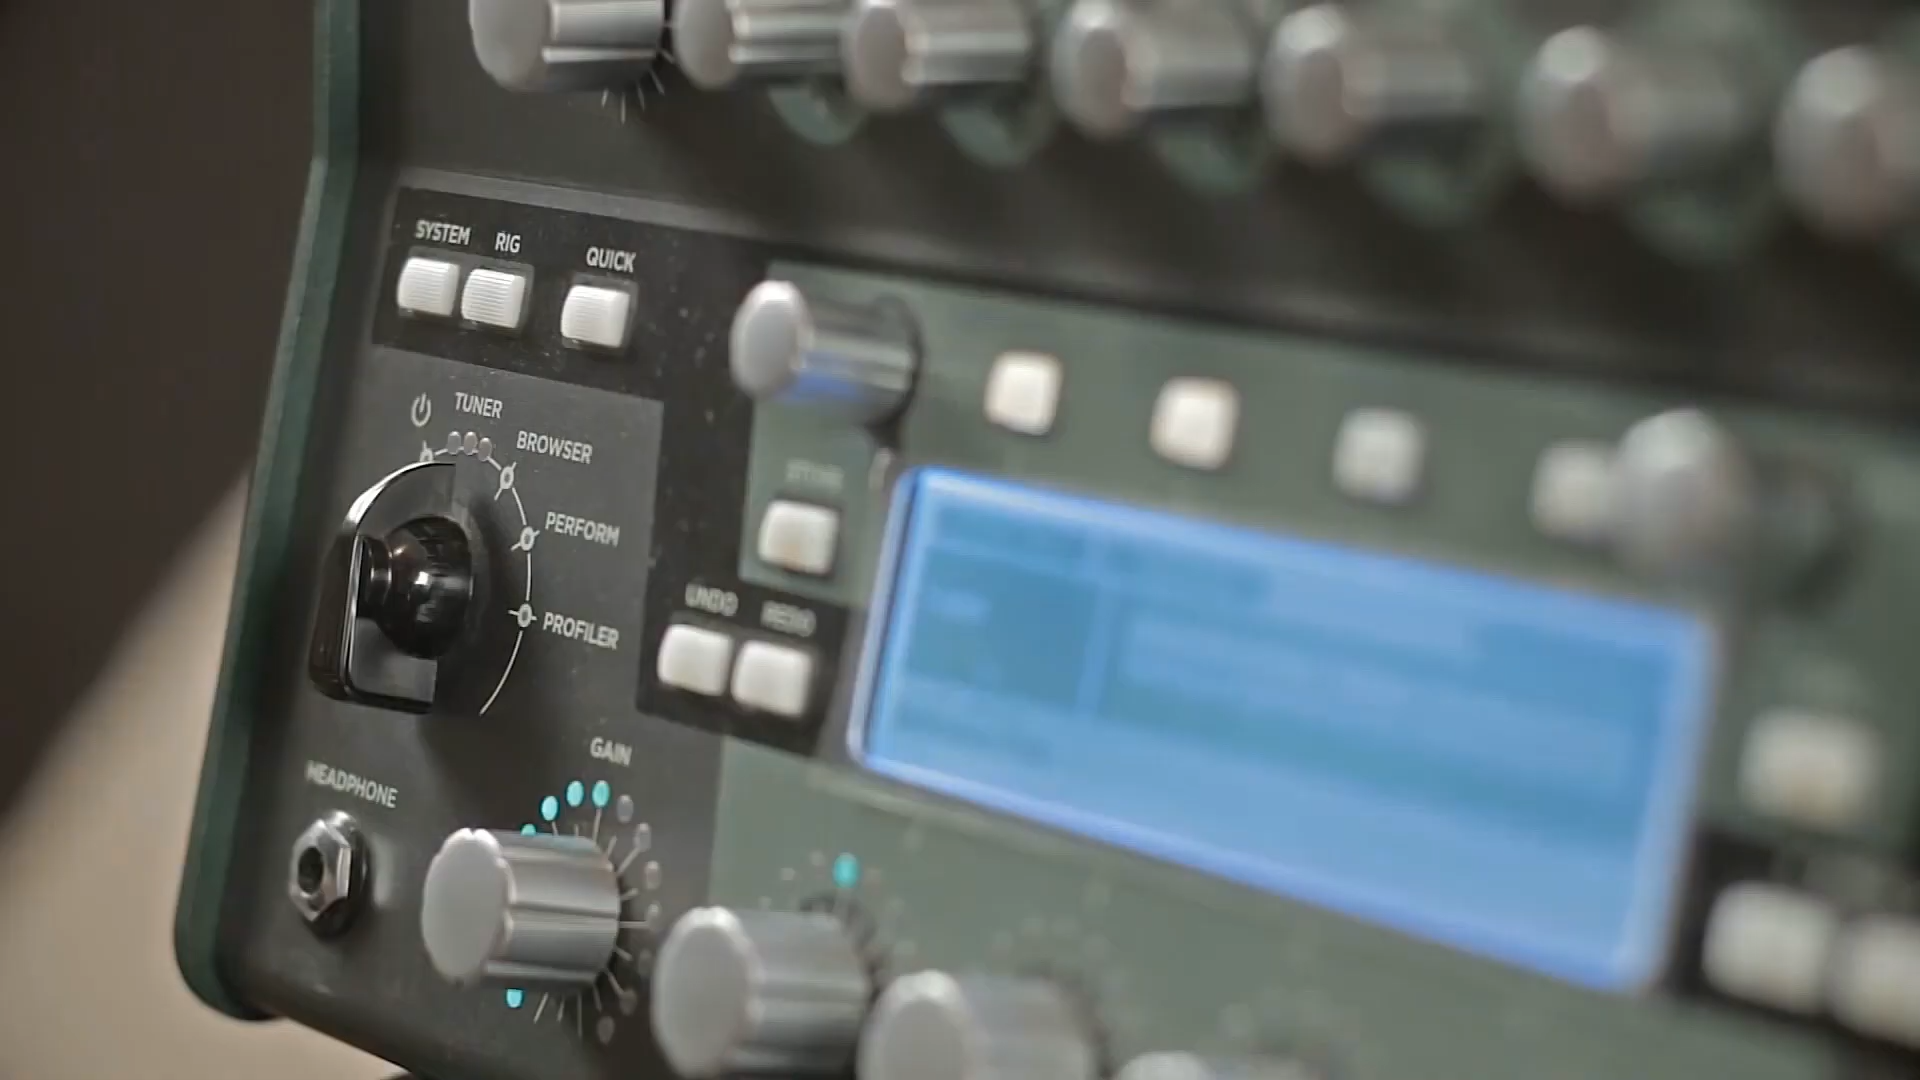 SYSTEM
RIG
QUICK
TUNER
BROWSER
PERFORM
PROFILER
UNDO
REDO
GAIN
HEADPHONE